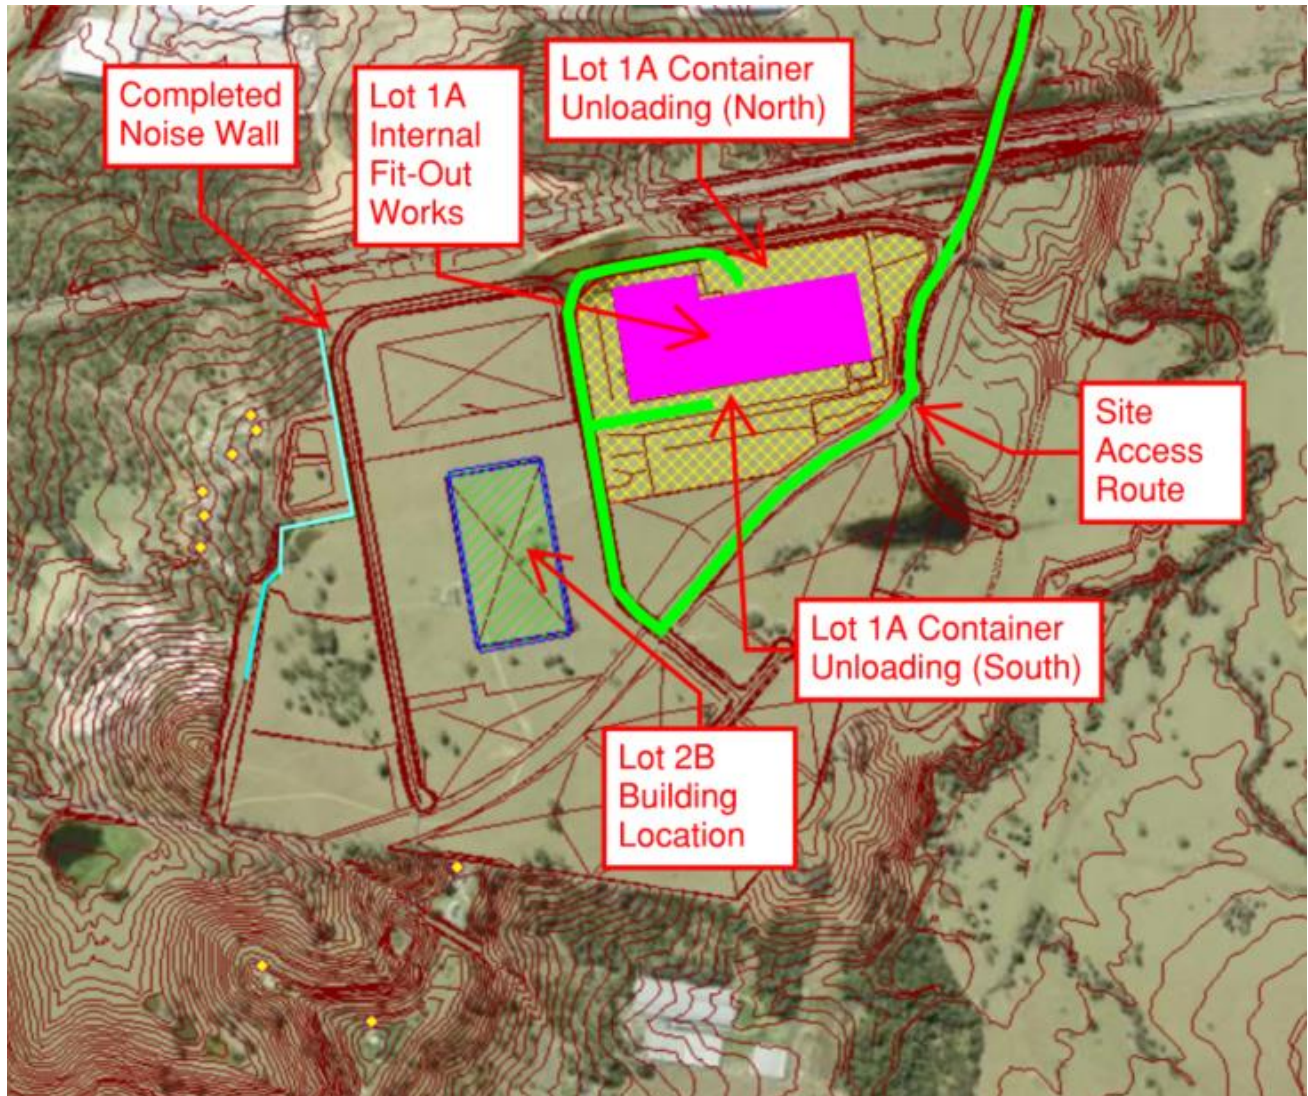 Completed
Noise Wall
Lot 1A
Internal
Fit-Out
Works
Lot 1A Container
Unloading (North)
Site
Access
Route
Lot 1A Container
Unloading (South)
Lot 2B
Building
Location